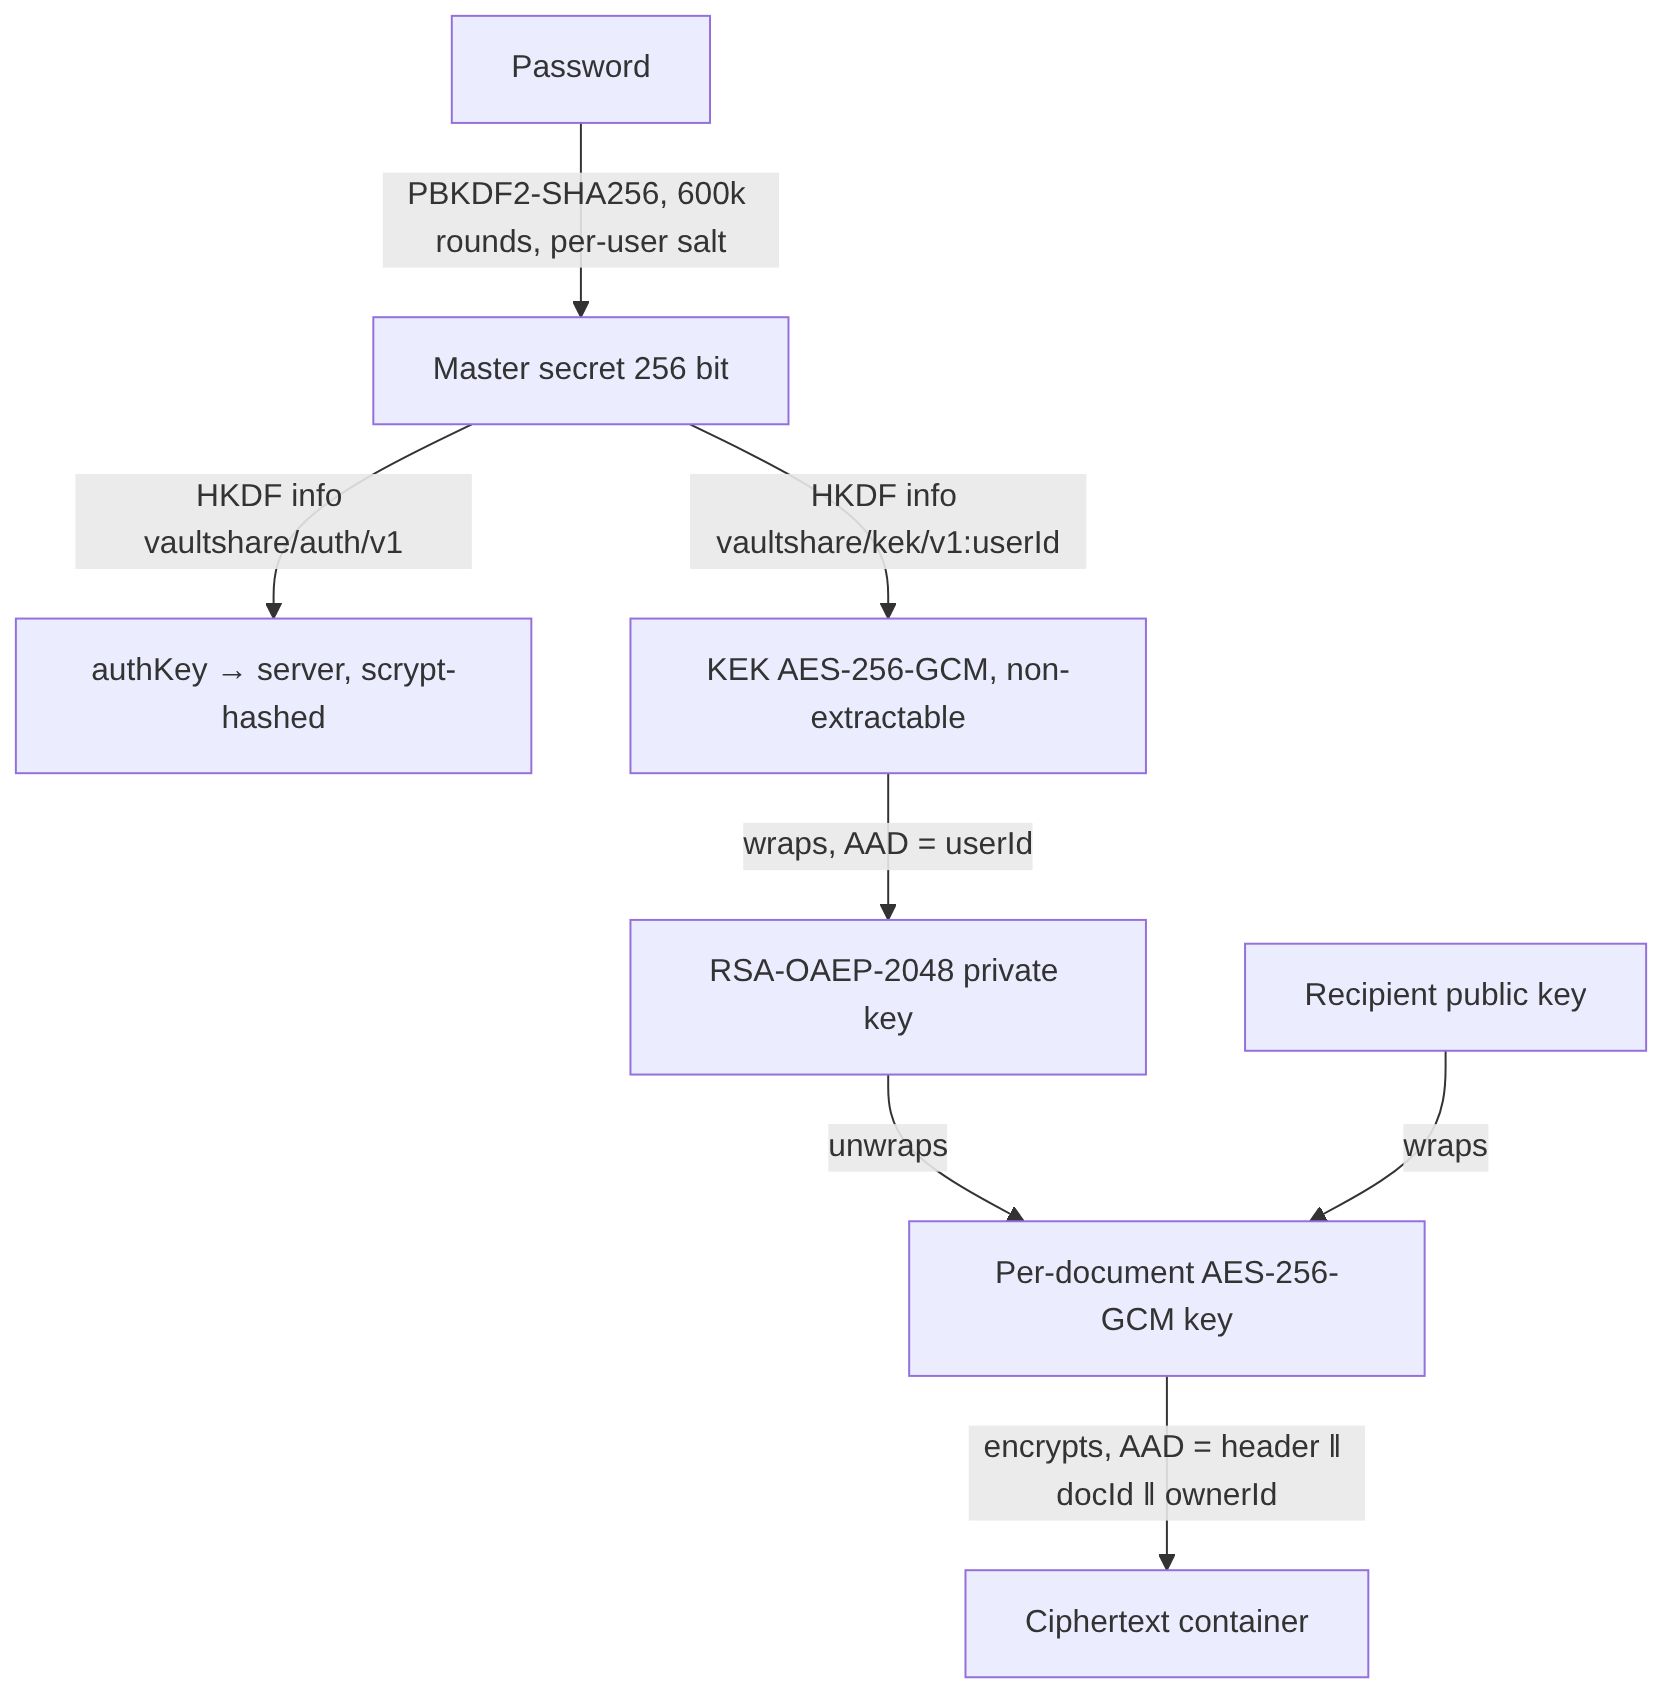 Password
PBKDF2-SHA256, 600k
rounds, per-user salt
Master secret 256 bit
HKDF info
vaultshare/auth/v1
HKDF info
vaultshare/kek/v1:userId
authKey → server, scrypt-
hashed
KEK AES-256-GCM, non-
extractable
wraps, AAD = userId
RSA-OAEP-2048 private
key
Recipient public key
unwraps
wraps
Per-document AES-256-
GCM key
encrypts, AAD = header ‖
docId ‖ ownerId
Ciphertext container